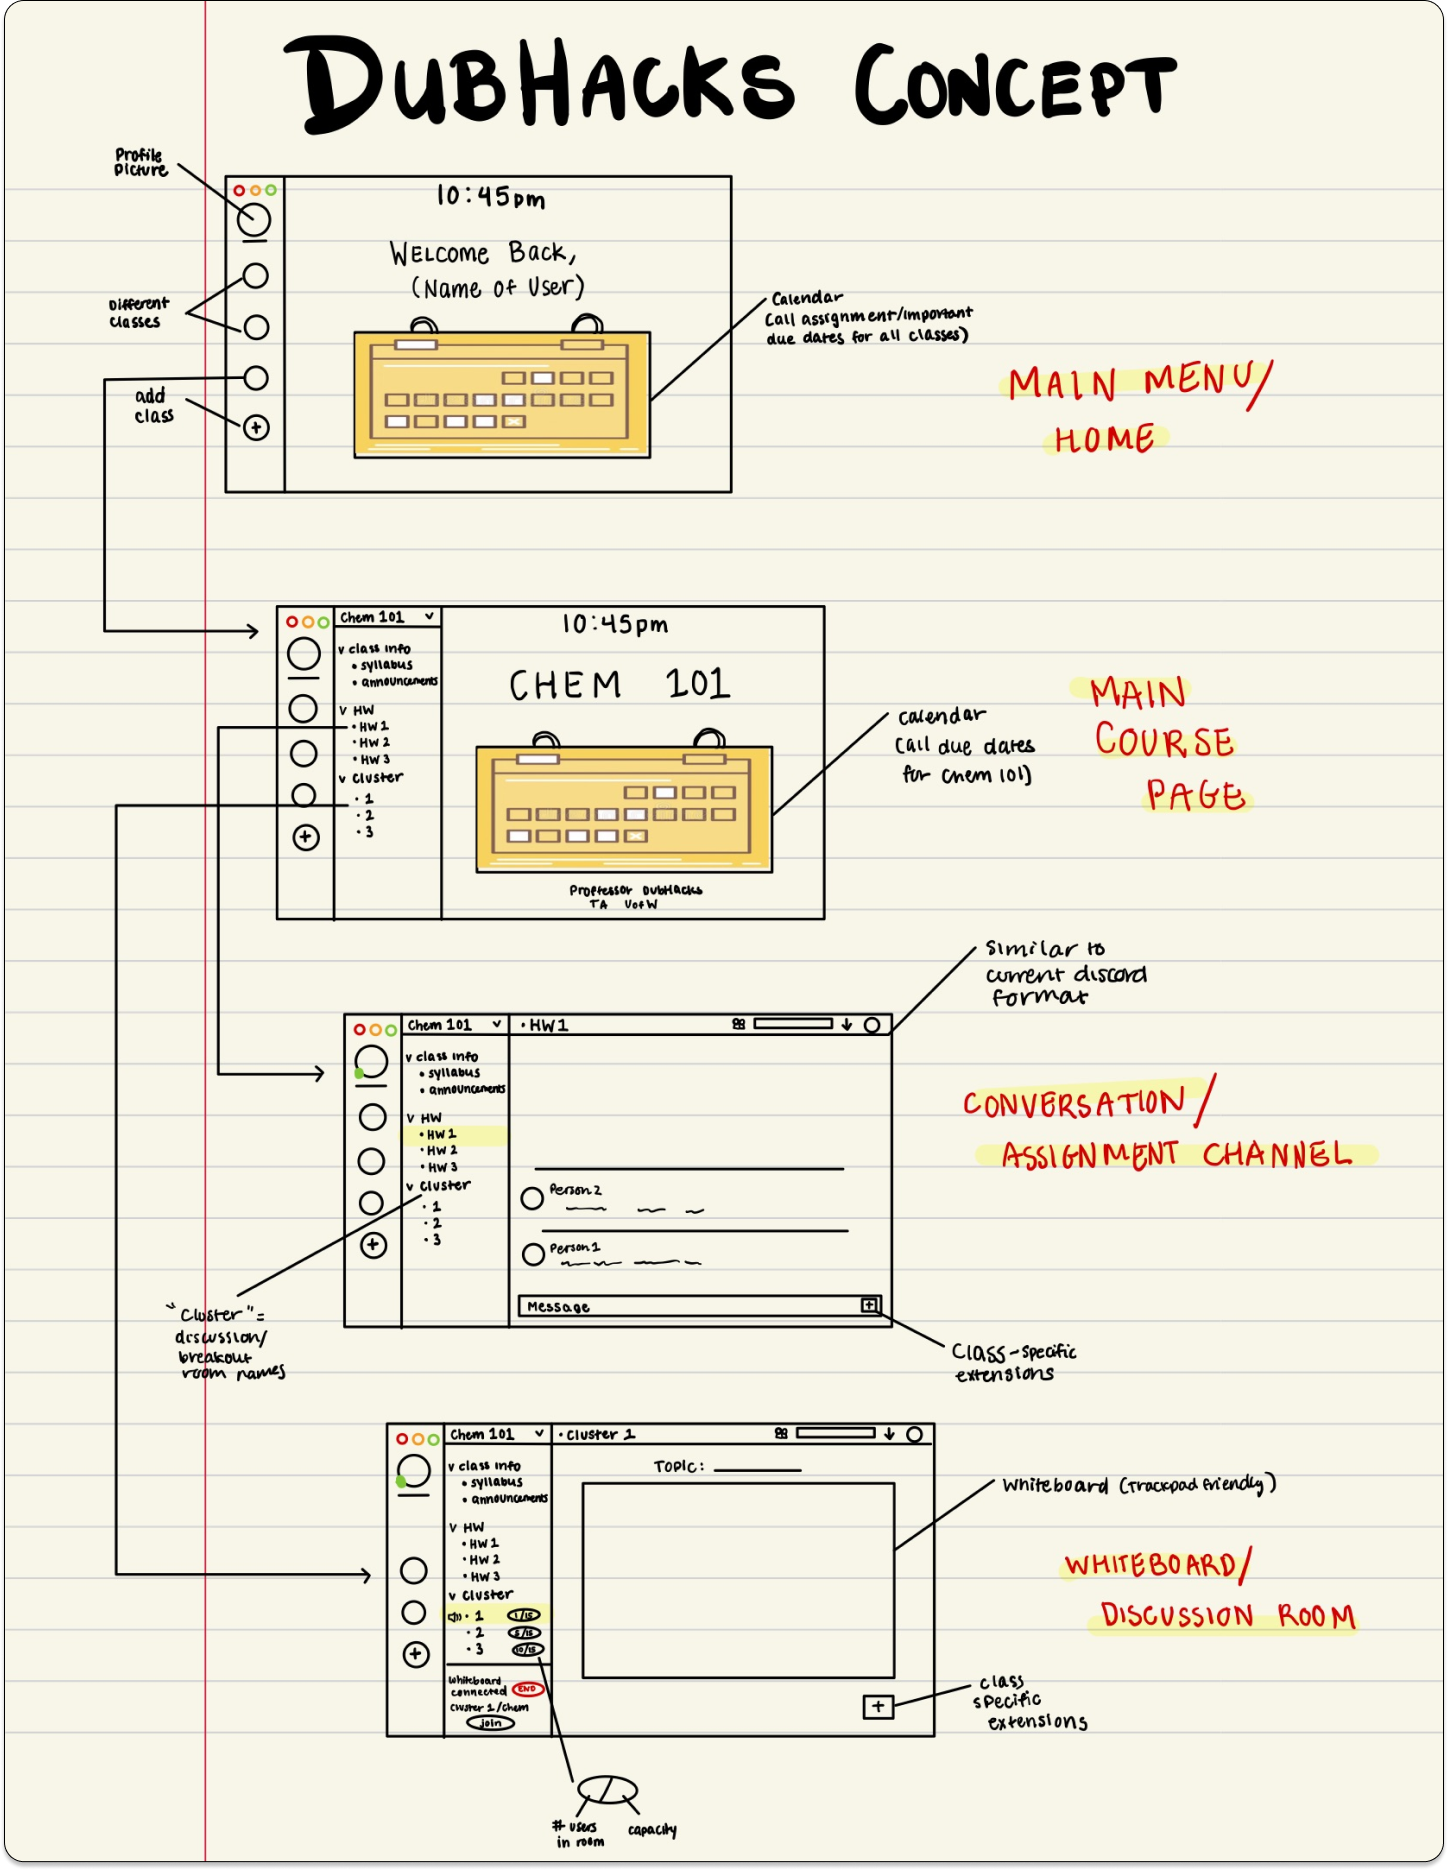 DUBHACKS CONCEPT
Profile
Picture
10:45pm
WELCOME Back,
(Name of User)
Different
classes
add
class
+
Calendar
(all assignment/important
due dates for all classes)
MAIN MENU/
HOME
Chem 101 v
v class info
• syllabus
• announcements
v HW
• HW 1
• HW 2
• HW 3
v Cluster
• 1
• 2
• 3
+
10:45pm
CHEM 101
Proffessor DubHacks
TA UofW
calendar
(all due dates
for Chem 101)
MAIN
COURSE
PAGE
Similar to
current discord
format
Chem 101 v
v class info
• syllabus
• announcements
v HW
• HW 1
• HW 2
• HW 3
v Cluster
• 1
• 2
• 3
+
• HW1
Person 2
Person 1
Message +
CONVERSATION/
ASSIGNMENT CHANNEL
"Cluster" =
discussion/
breakout
room names
Class-specific
extensions
Chem 101 v
v class info
• syllabus
• announcements
v HW
• HW 1
• HW 2
• HW 3
v Cluster
• 1 1/15
• 2 5/15
• 3 10/15
+
Whiteboard
connected END
Cluster 1/Chem
join
• Cluster 1
TOPIC:
+
Whiteboard (Trackpad friendly)
WHITEBOARD/
DISCUSSION ROOM
class
specific
extensions
# users
in room
capacity